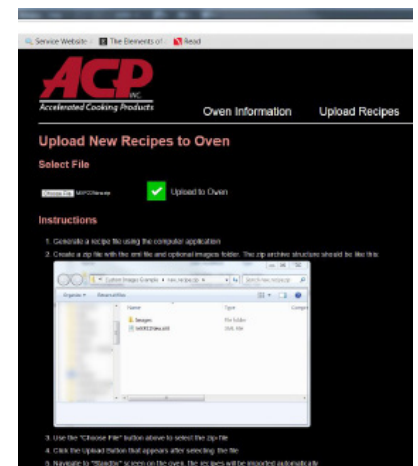 Service Website The Elements of Read
ACP
INC.
Accelerated Cooking Products
Oven Information Upload Recipes
Upload New Recipes to Oven
Select File
Choose File
Upload to Oven
Instructions
1. Generate a recipe file using the computer application
2. Create a zip file with the xml file and optional images folder. The zip archive structure should be like this:
Organize
Name Type
Images File folder
XML File
3. Use the "Choose File" button above to select the zip file
4. Click the Upload Button that appears after selecting the file
5. Navigate to "Standby" screen on the oven, the recipes will be imported automatically